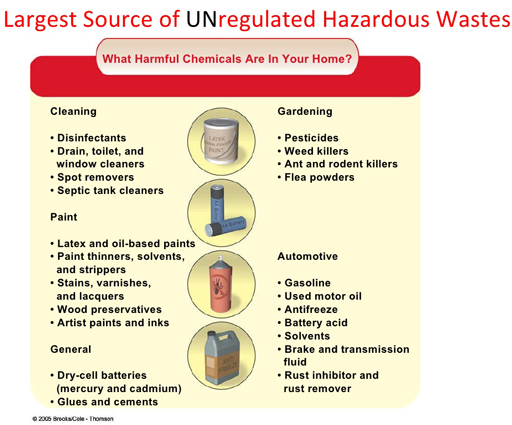 Largest Source of UNregulated Hazardous Wastes
What Harmful Chemicals Are In Your Home?
Cleaning
• Disinfectants
• Drain, toilet, and
window cleaners
• Spot removers
• Septic tank cleaners
Paint
• Latex and oil-based paints
• Paint thinners, solvents,
and strippers
• Stains, varnishes,
and lacquers
• Wood preservatives
• Artist paints and inks
General
• Dry-cell batteries
(mercury and cadmium)
• Glues and cements
LATEX
PAINT
Gardening
• Pesticides
• Weed killers
• Ant and rodent killers
• Flea powders
Automotive
• Gasoline
• Used motor oil
• Antifreeze
• Battery acid
• Solvents
• Brake and transmission
fluid
• Rust inhibitor and
rust remover
© 2005 Brooks/Cole - Thomson